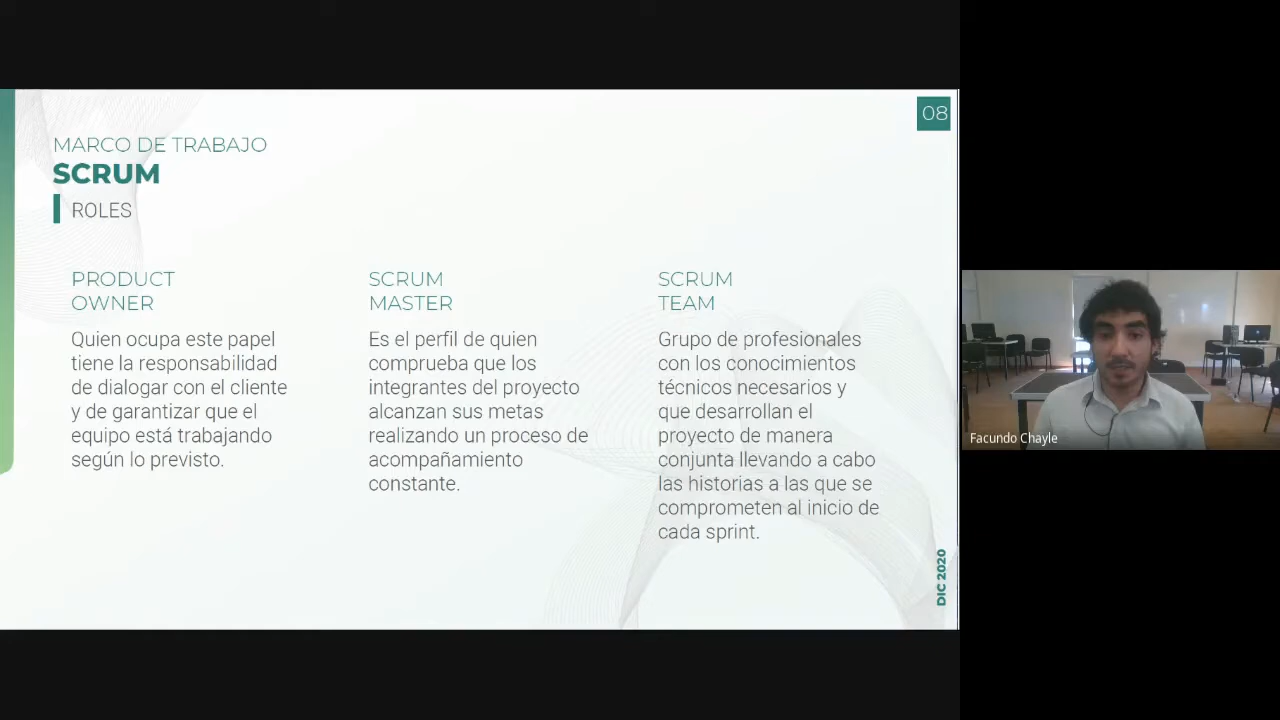 08
MARCO DE TRABAJO
SCRUM
ROLES
PRODUCT
OWNER
Quien ocupa este papel
tiene la responsabilidad
de dialogar con el cliente
y de garantizar que el
equipo está trabajando
según lo previsto.
SCRUM
MASTER
Es el perfil de quien
comprueba que los
integrantes del proyecto
alcanzan sus metas
realizando un proceso de
acompañamiento
constante.
SCRUM
TEAM
Grupo de profesionales
con los conocimientos
técnicos necesarios y
que desarrollan el
proyecto de manera
conjunta llevando a cabo
las historias a las que se
comprometen al inicio de
cada sprint.
DIC 2020
Facundo Chayle